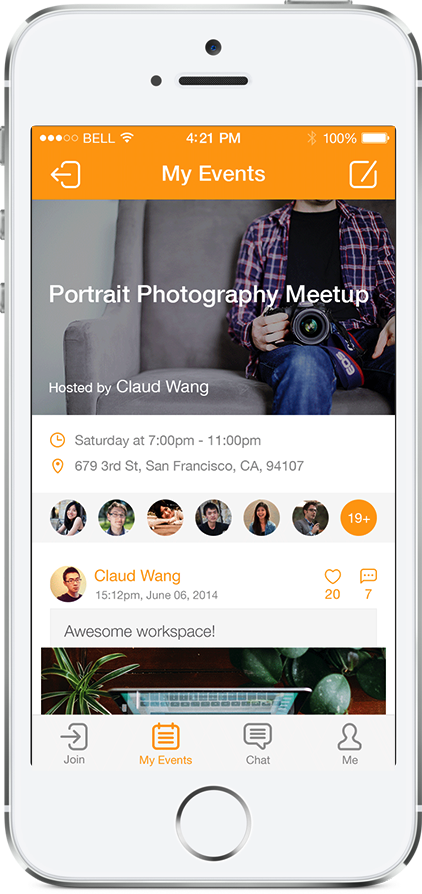 BELL 4:21 PM 100%
My Events
Portrait Photography Meetup
Hosted by Claud Wang
Saturday at 7:00pm - 11:00pm
679 3rd St, San Francisco, CA, 94107
19+
Claud Wang
15:12pm, June 06, 2014
20 7
Awesome workspace!
Join My Events Chat Me